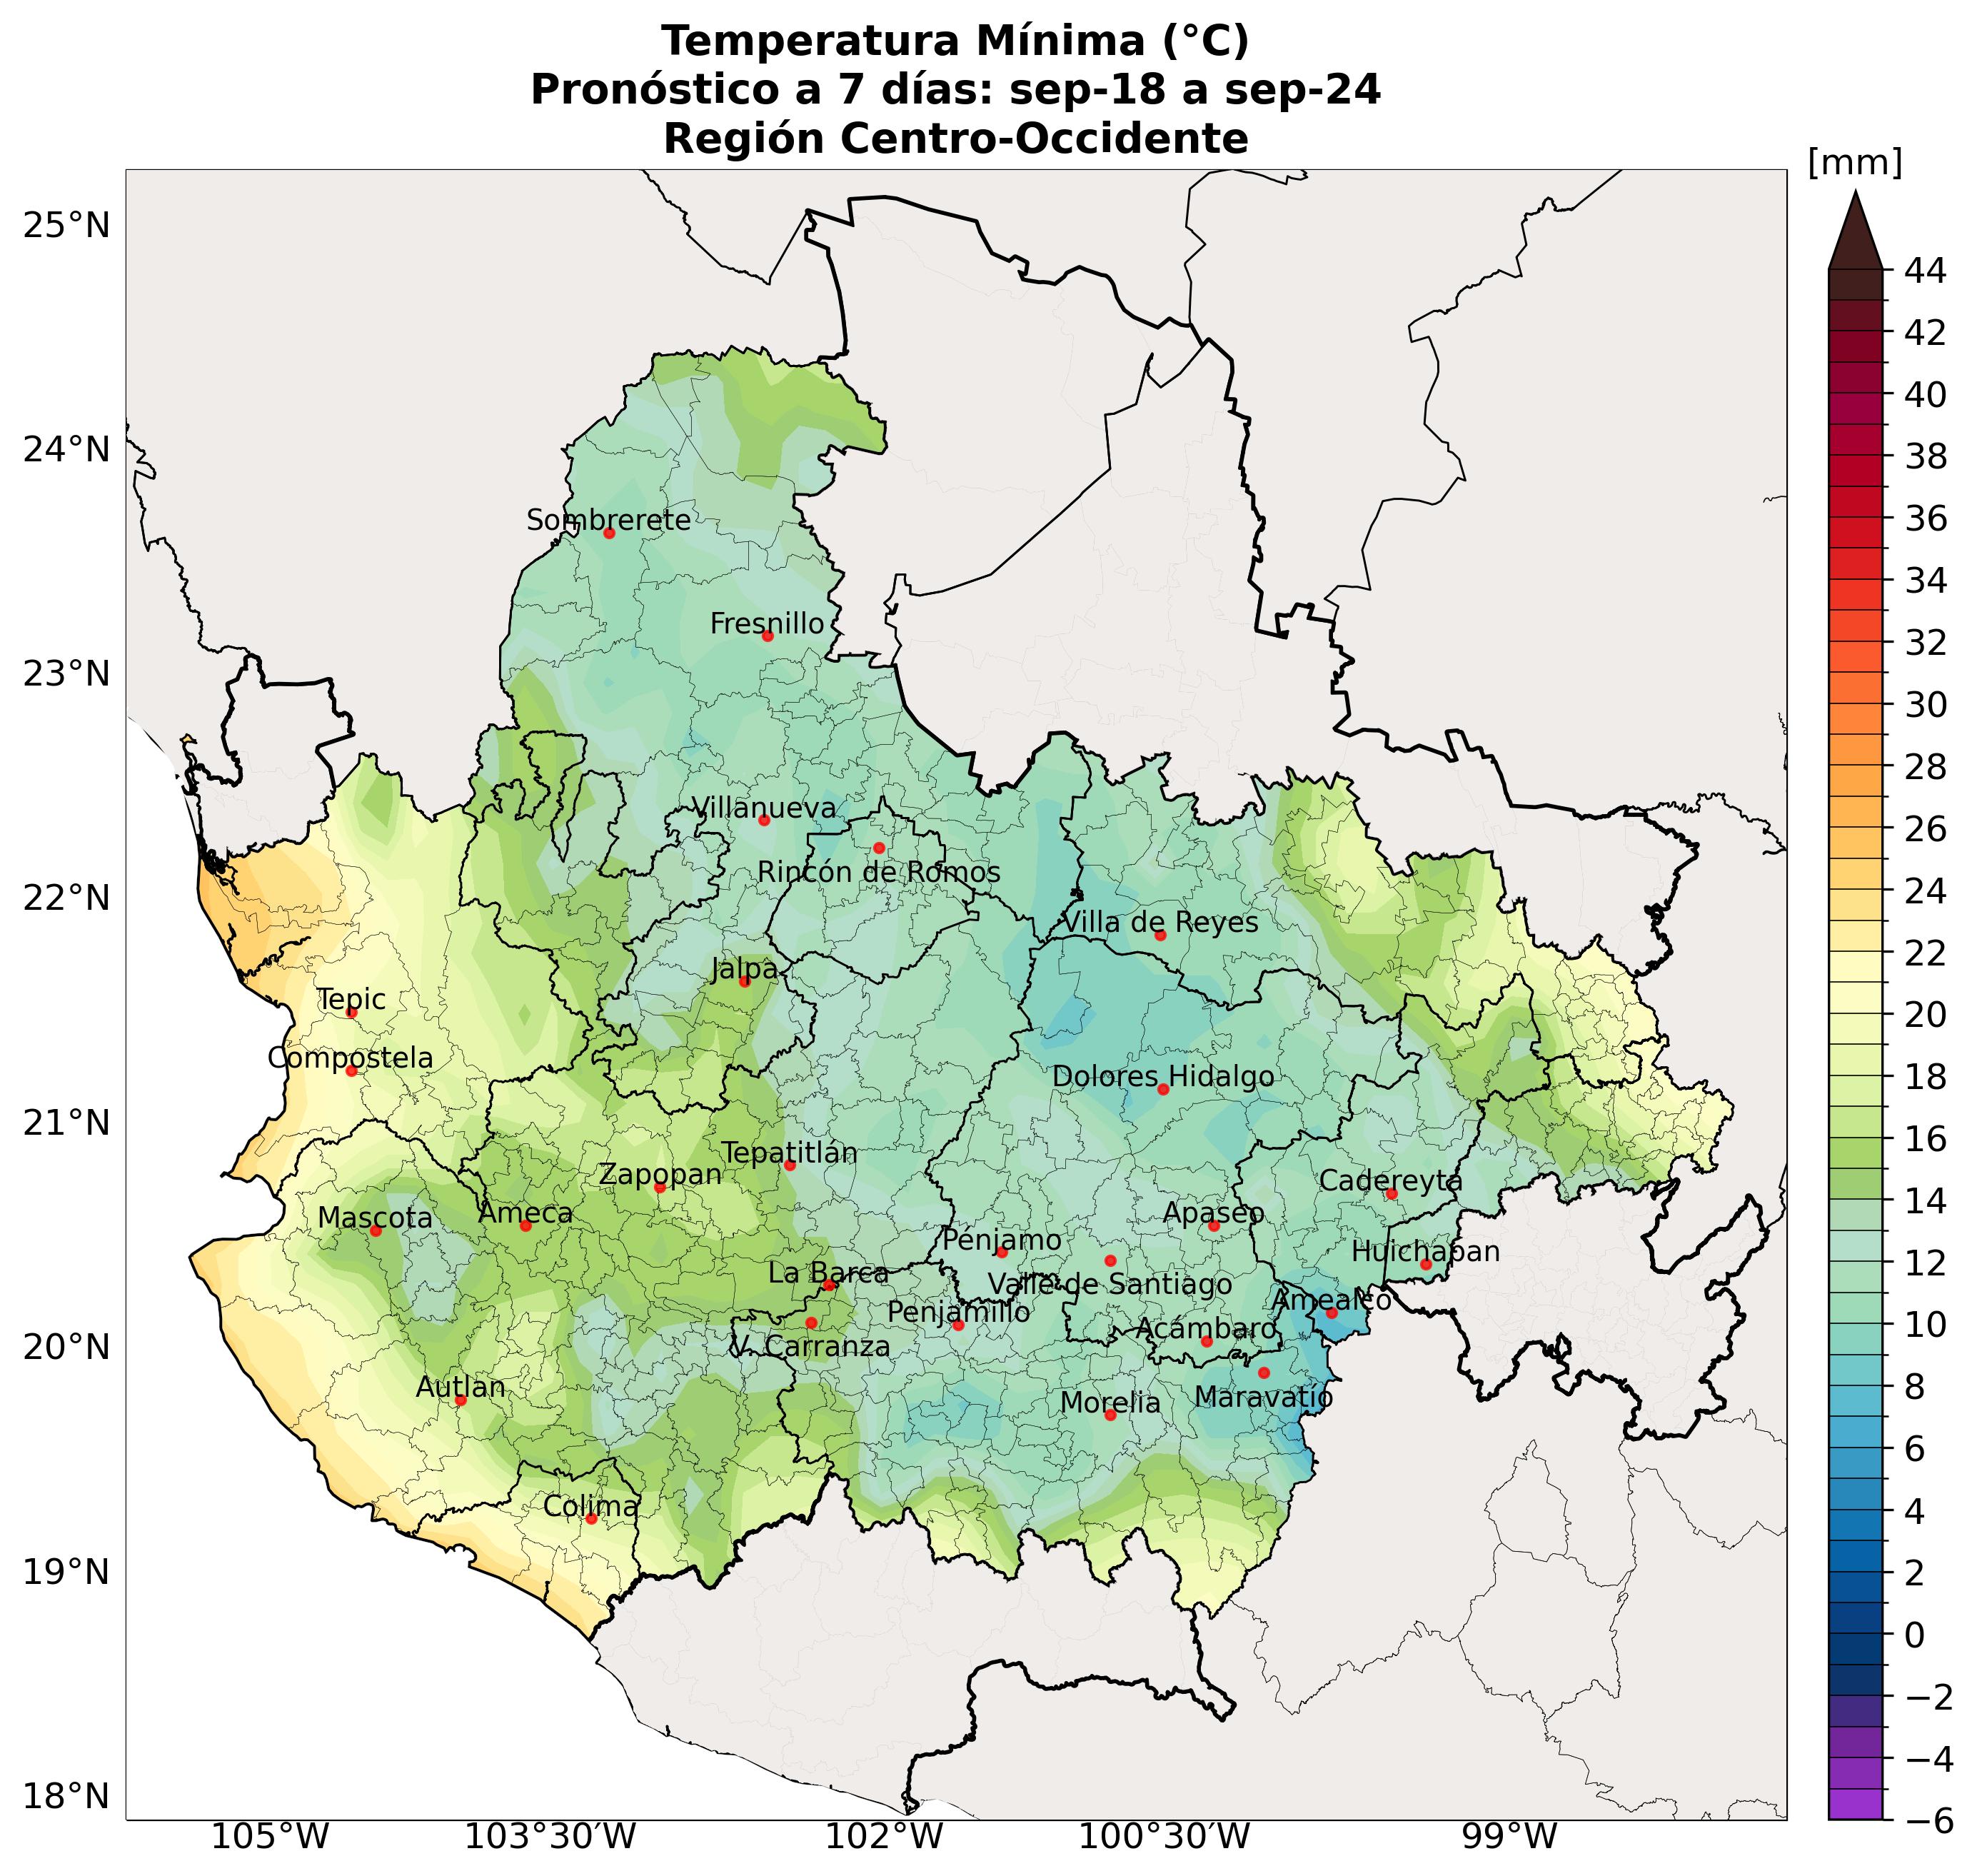 Temperatura Mínima (°C)
Pronóstico a 7 días: sep-18 a sep-24
Región Centro-Occidente
[mm]
25°N
24°N
23°N
22°N
21°N
20°N
19°N
18°N
Sombrerete
Fresnillo
Villanueva
Rincón de Romos
Villa de Reyes
Jalpa
Tepic
Compostela
Dolores Hidalgo
Tepatitlán
Zapopan
Cadereyta
Mascota
Ameca
Apaseo
Pénjamo
Huichapan
La Barca
Valle de Santiago
Amealco
Penjamillo
Acámbaro
V. Carranza
Autlan
Morelia
Maravatío
Colima
105°W
103°30′W
102°W
100°30′W
99°W
44
42
40
38
36
34
32
30
28
26
24
22
20
18
16
14
12
10
8
6
4
2
0
−2
−4
−6